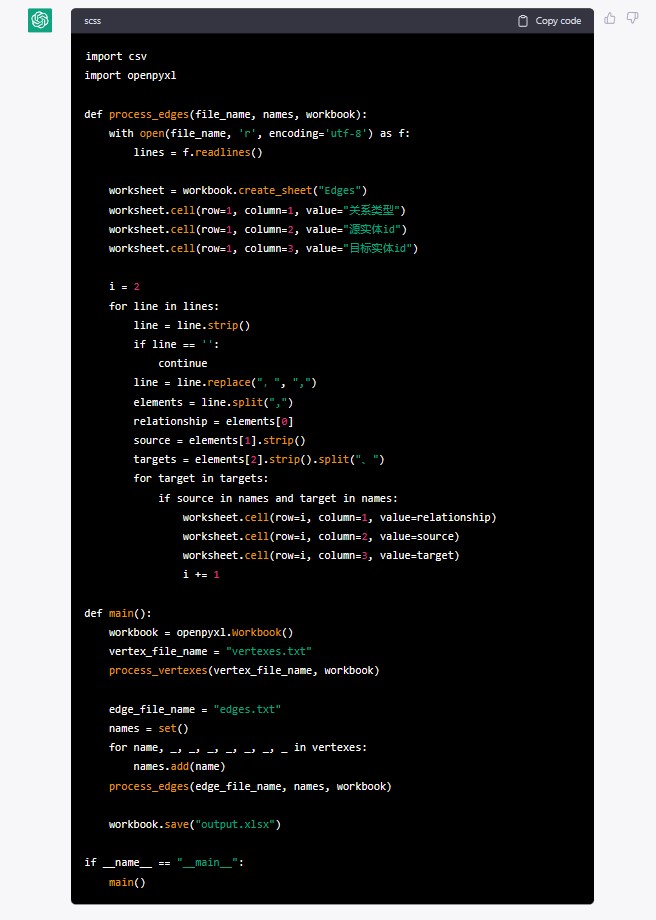 scss
Copy code
import csv
import openpyxl
def process_edges(file_name, names, workbook):
    with open(file_name, 'r', encoding='utf-8') as f:
        lines = f.readlines()
    worksheet = workbook.create_sheet("Edges")
    worksheet.cell(row=1, column=1, value="关系类型")
    worksheet.cell(row=1, column=2, value="源实体id")
    worksheet.cell(row=1, column=3, value="目标实体id")
    i = 2
    for line in lines:
        line = line.strip()
        if line == '':
            continue
        line = line.replace("，", ",")
        elements = line.split(",")
        relationship = elements[0]
        source = elements[1].strip()
        targets = elements[2].strip().split("、")
        for target in targets:
            if source in names and target in names:
                worksheet.cell(row=i, column=1, value=relationship)
                worksheet.cell(row=i, column=2, value=source)
                worksheet.cell(row=i, column=3, value=target)
                i += 1
def main():
    workbook = openpyxl.Workbook()
    vertex_file_name = "vertexes.txt"
    process_vertexes(vertex_file_name, workbook)
    edge_file_name = "edges.txt"
    names = set()
    for name, _, _, _, _, _, _, _ in vertexes:
        names.add(name)
    process_edges(edge_file_name, names, workbook)
    workbook.save("output.xlsx")
if __name__ == "__main__":
    main()